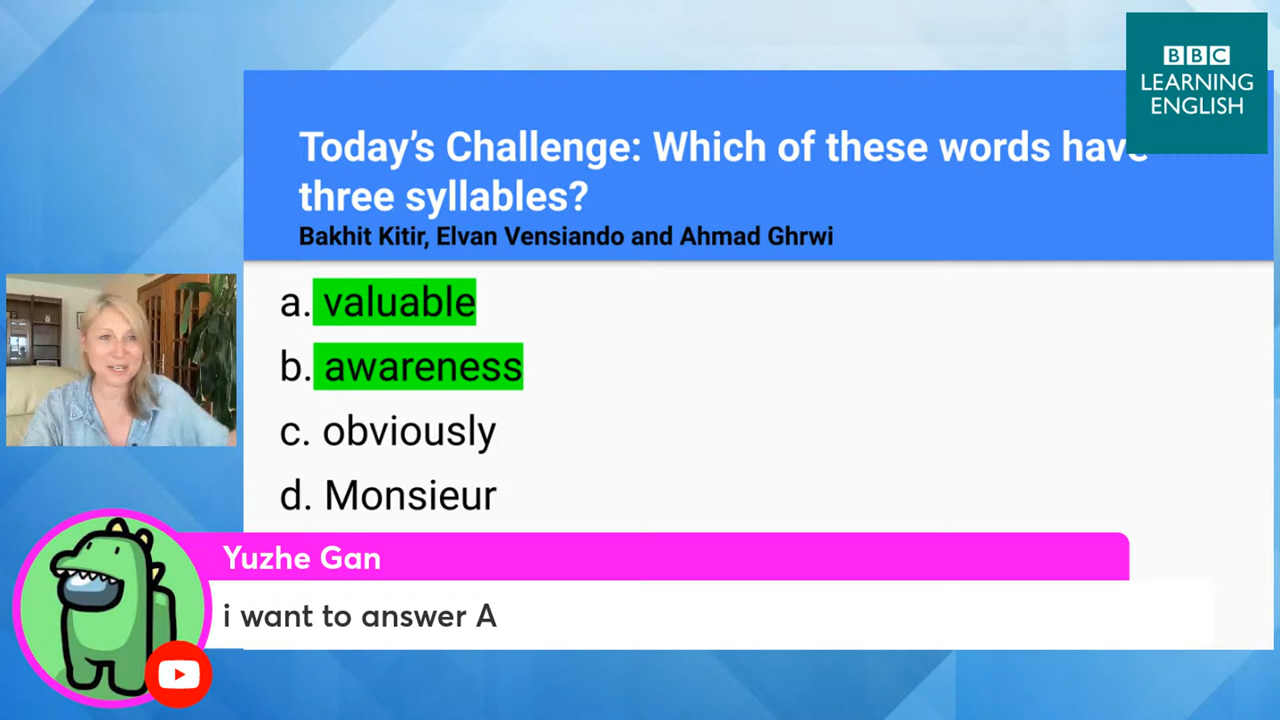 BBC
LEARNING
ENGLISH
Today's Challenge: Which of these words have
three syllables?
Bakhit Kitir, Elvan Vensiando and Ahmad Ghrwi
a. valuable
b. awareness
c. obviously
d. Monsieur
Yuzhe Gan
i want to answer A